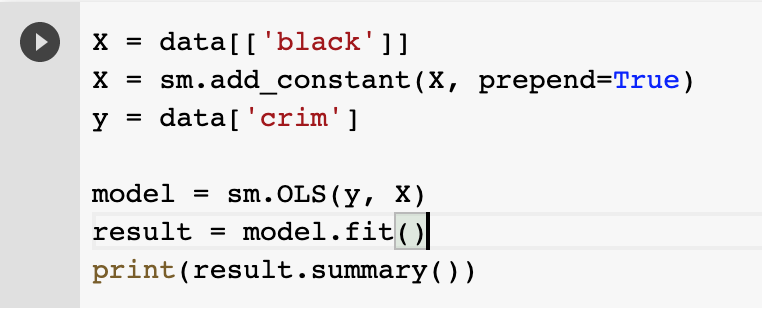 X = data[['black']]
X = sm.add_constant(X, prepend=True)
y = data['crim']
model = sm.OLS(y, X)
result = model.fit()
print(result.summary())